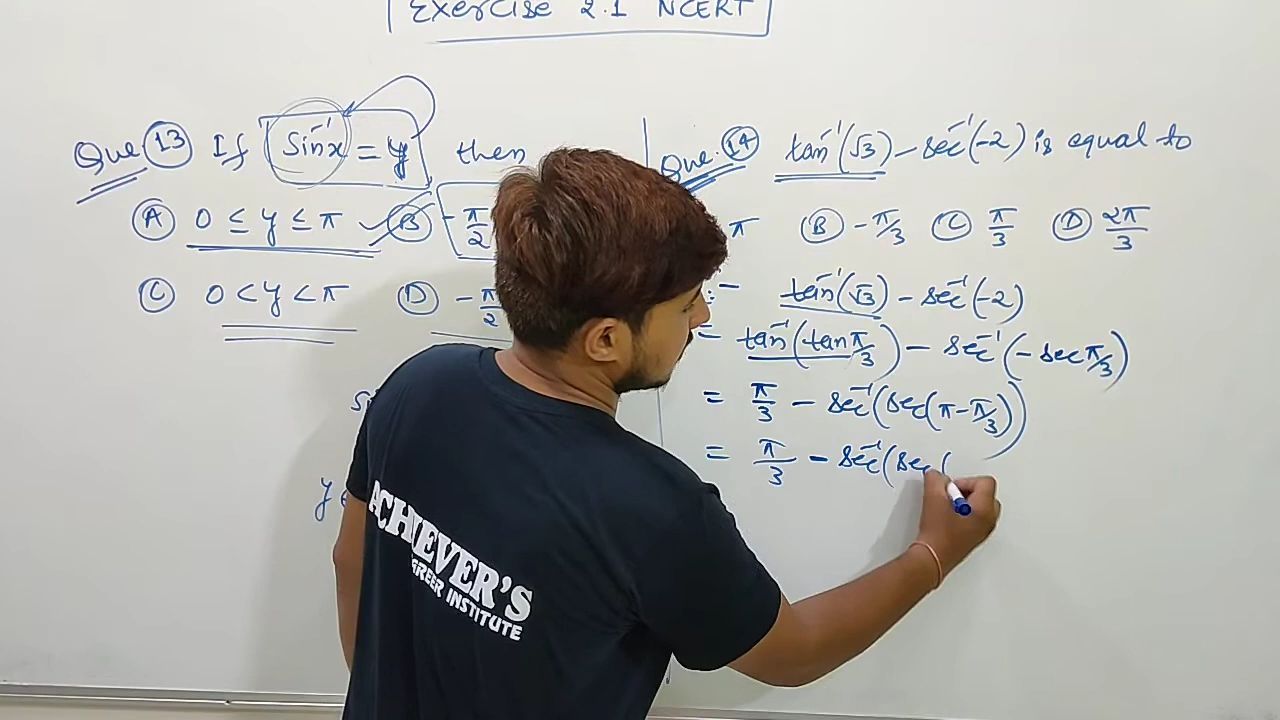 Exercise 2.1 NCERT
Que. 13 If sin⁻¹x = y, then
(A) 0 ≤ y ≤ π (B) -π/2
(C) 0 < y < π (D) -π/2
y
Que. 14 tan⁻¹(√3) - sec⁻¹(-2) is equal to
π (B) -π/3 (C) π/3 (D) 2π/3
:- tan⁻¹(√3) - sec⁻¹(-2)
= tan⁻¹(tan π/3) - sec⁻¹(-sec π/3)
= π/3 - sec⁻¹(sec(π - π/3))
= π/3 - sec⁻¹(sec(
ACHIEVER'S
CAREER INSTITUTE